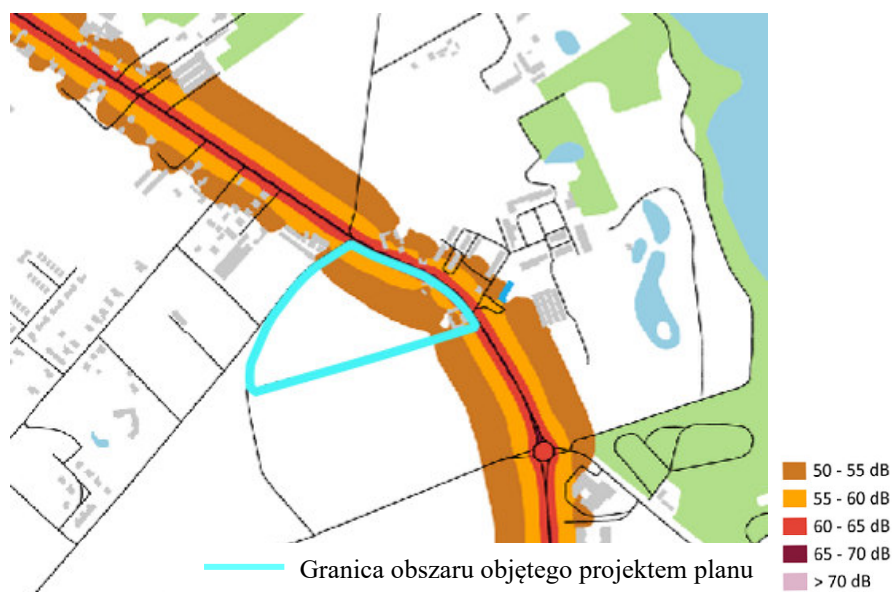 50 - 55 dB
55 - 60 dB
60 - 65 dB
65 - 70 dB
> 70 dB
Granica obszaru objętego projektem planu